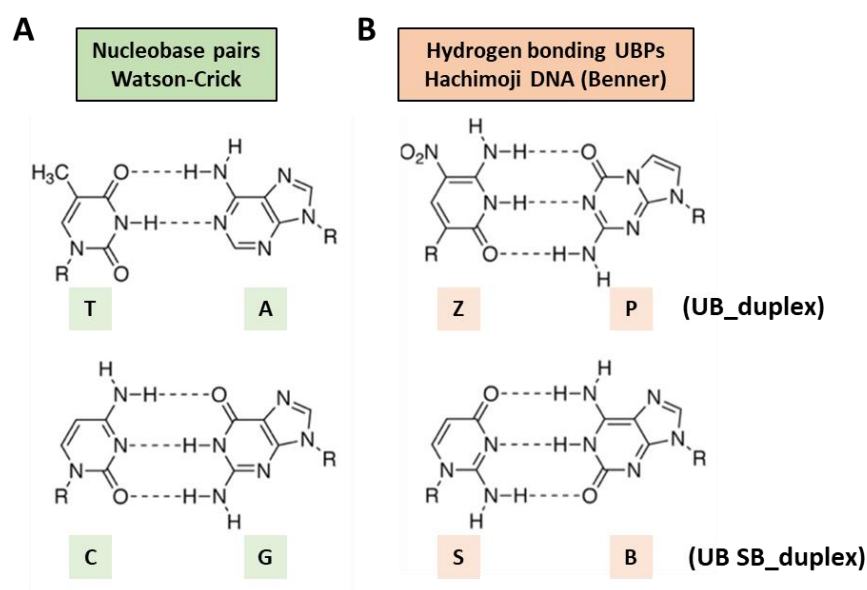 A
Nucleobase pairs
Watson-Crick
B
Hydrogen bonding UBPs
Hachimoji DNA (Benner)
H₃C O H-N H N
N-H N N N R
N O R
T
A
O₂N N-H H O N
N-H N N N R
R O H-N H
Z
P
(UB_duplex)
H N-H O N
N H-N N N R
R N O H-N H
C
G
O H-N H N
N H-N N R
R N N-H H O N
S
B
(UB SB_duplex)